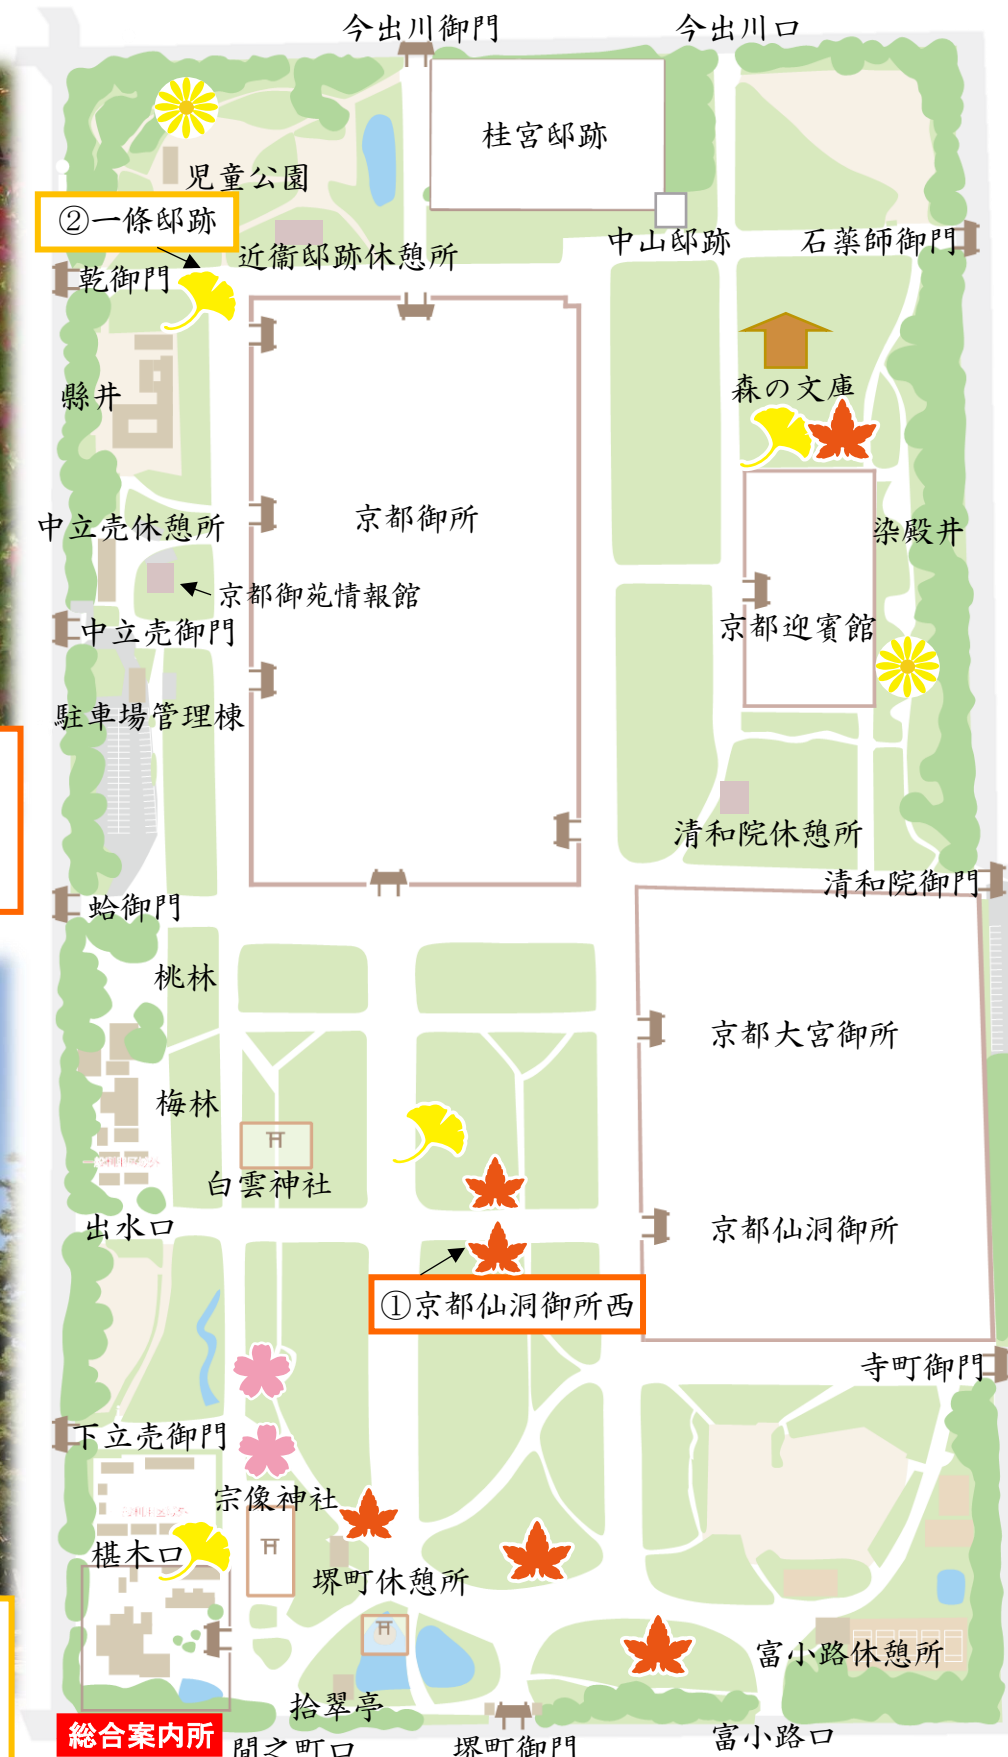 今出川御門
今出川口
桂宮邸跡
児童公園
②一條邸跡
近衞邸跡休憩所
中山邸跡
石薬師御門
乾御門
縣井
森の文庫
中立売休憩所
京都御所
染殿井
京都御苑情報館
中立売御門
京都迎賓館
駐車場管理棟
清和院休憩所
清和院御門
蛤御門
桃林
京都大宮御所
梅林
白雲神社
出水口
京都仙洞御所
①京都仙洞御所西
寺町御門
下立売御門
宗像神社
椹木口
堺町休憩所
富小路休憩所
拾翠亭
総合案内所
間之町口
堺町御門
富小路口